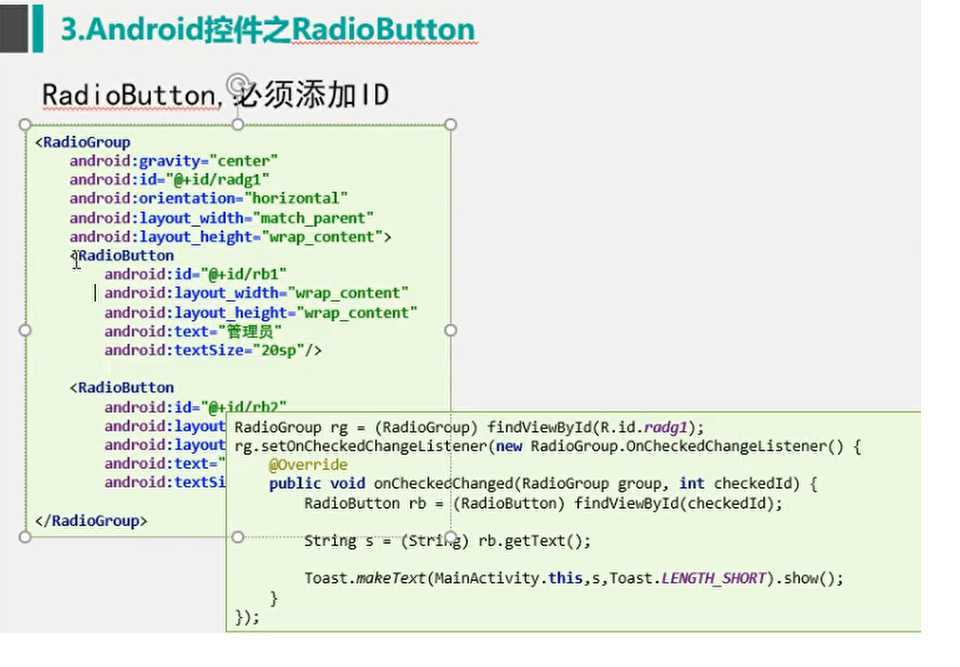 3.Android控件之RadioButton
RadioButton,必须添加ID
<RadioGroup
    android:gravity="center"
    android:id="@+id/radg1"
    android:orientation="horizontal"
    android:layout_width="match_parent"
    android:layout_height="wrap_content">
    <RadioButton
        android:id="@+id/rb1"
        android:layout_width="wrap_content"
        android:layout_height="wrap_content"
        android:text="管理员"
        android:textSize="20sp"/>
    <RadioButton
        android:id="@+id/rb2"
        android:layout
        android:layout
        android:text="
        android:textSi
</RadioGroup>
RadioGroup rg = (RadioGroup) findViewById(R.id.radg1);
rg.setOnCheckedChangeListener(new RadioGroup.OnCheckedChangeListener() {
    @Override
    public void onCheckedChanged(RadioGroup group, int checkedId) {
        RadioButton rb = (RadioButton) findViewById(checkedId);
        String s = (String) rb.getText();
        Toast.makeText(MainActivity.this,s,Toast.LENGTH_SHORT).show();
    }
});